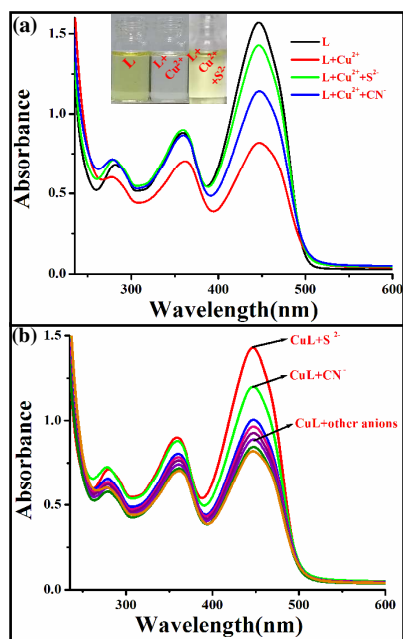 (a)
L
L+
Cu2+
L+
Cu2+
+S2-
L
L+Cu2+
L+Cu2++S2-
L+Cu2++CN-
1.5
1.0
0.5
0.0
Absorbance
300
400
500
600
Wavelength(nm)
(b)
CuL+S 2-
CuL+CN-
CuL+other anions
1.5
1.0
0.5
0.0
Absorbance
300
400
500
600
Wavelength(nm)